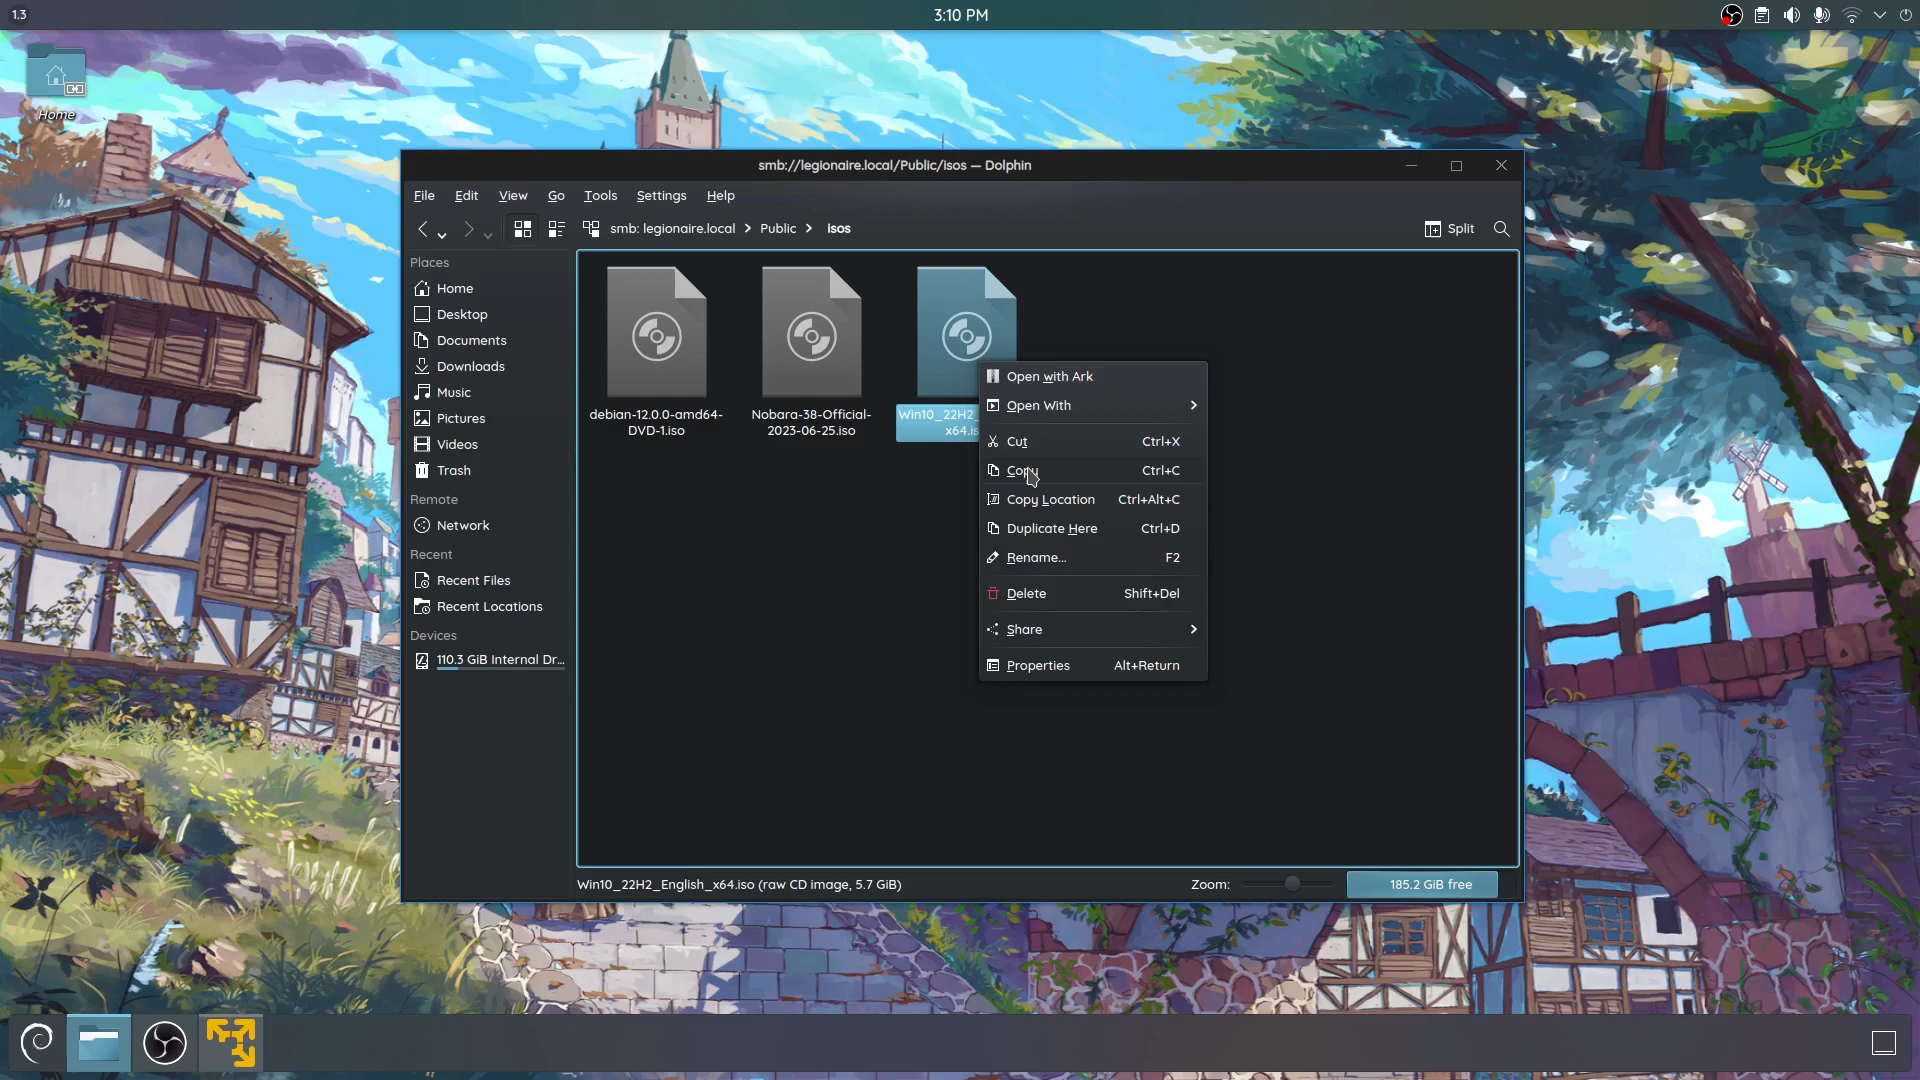 1.3
3:10 PM
Home
smb://legionaire.local/Public/isos — Dolphin
File Edit View Go Tools Settings Help
smb: legionaire.local Public isos
Split
Places
Home
Desktop
Documents
Downloads
Music
Pictures
Videos
Trash
Remote
Network
Recent
Recent Files
Recent Locations
Devices
110.3 GiB Internal Dr...
debian-12.0.0-amd64-
DVD-1.iso
Nobara-38-Official-
2023-06-25.iso
Win10_22H2_
x64.is
Open with Ark
Open With
Cut Ctrl+X
Copy Ctrl+C
Copy Location Ctrl+Alt+C
Duplicate Here Ctrl+D
Rename... F2
Delete Shift+Del
Share
Properties Alt+Return
Win10_22H2_English_x64.iso (raw CD image, 5.7 GiB)
Zoom:
185.2 GiB free